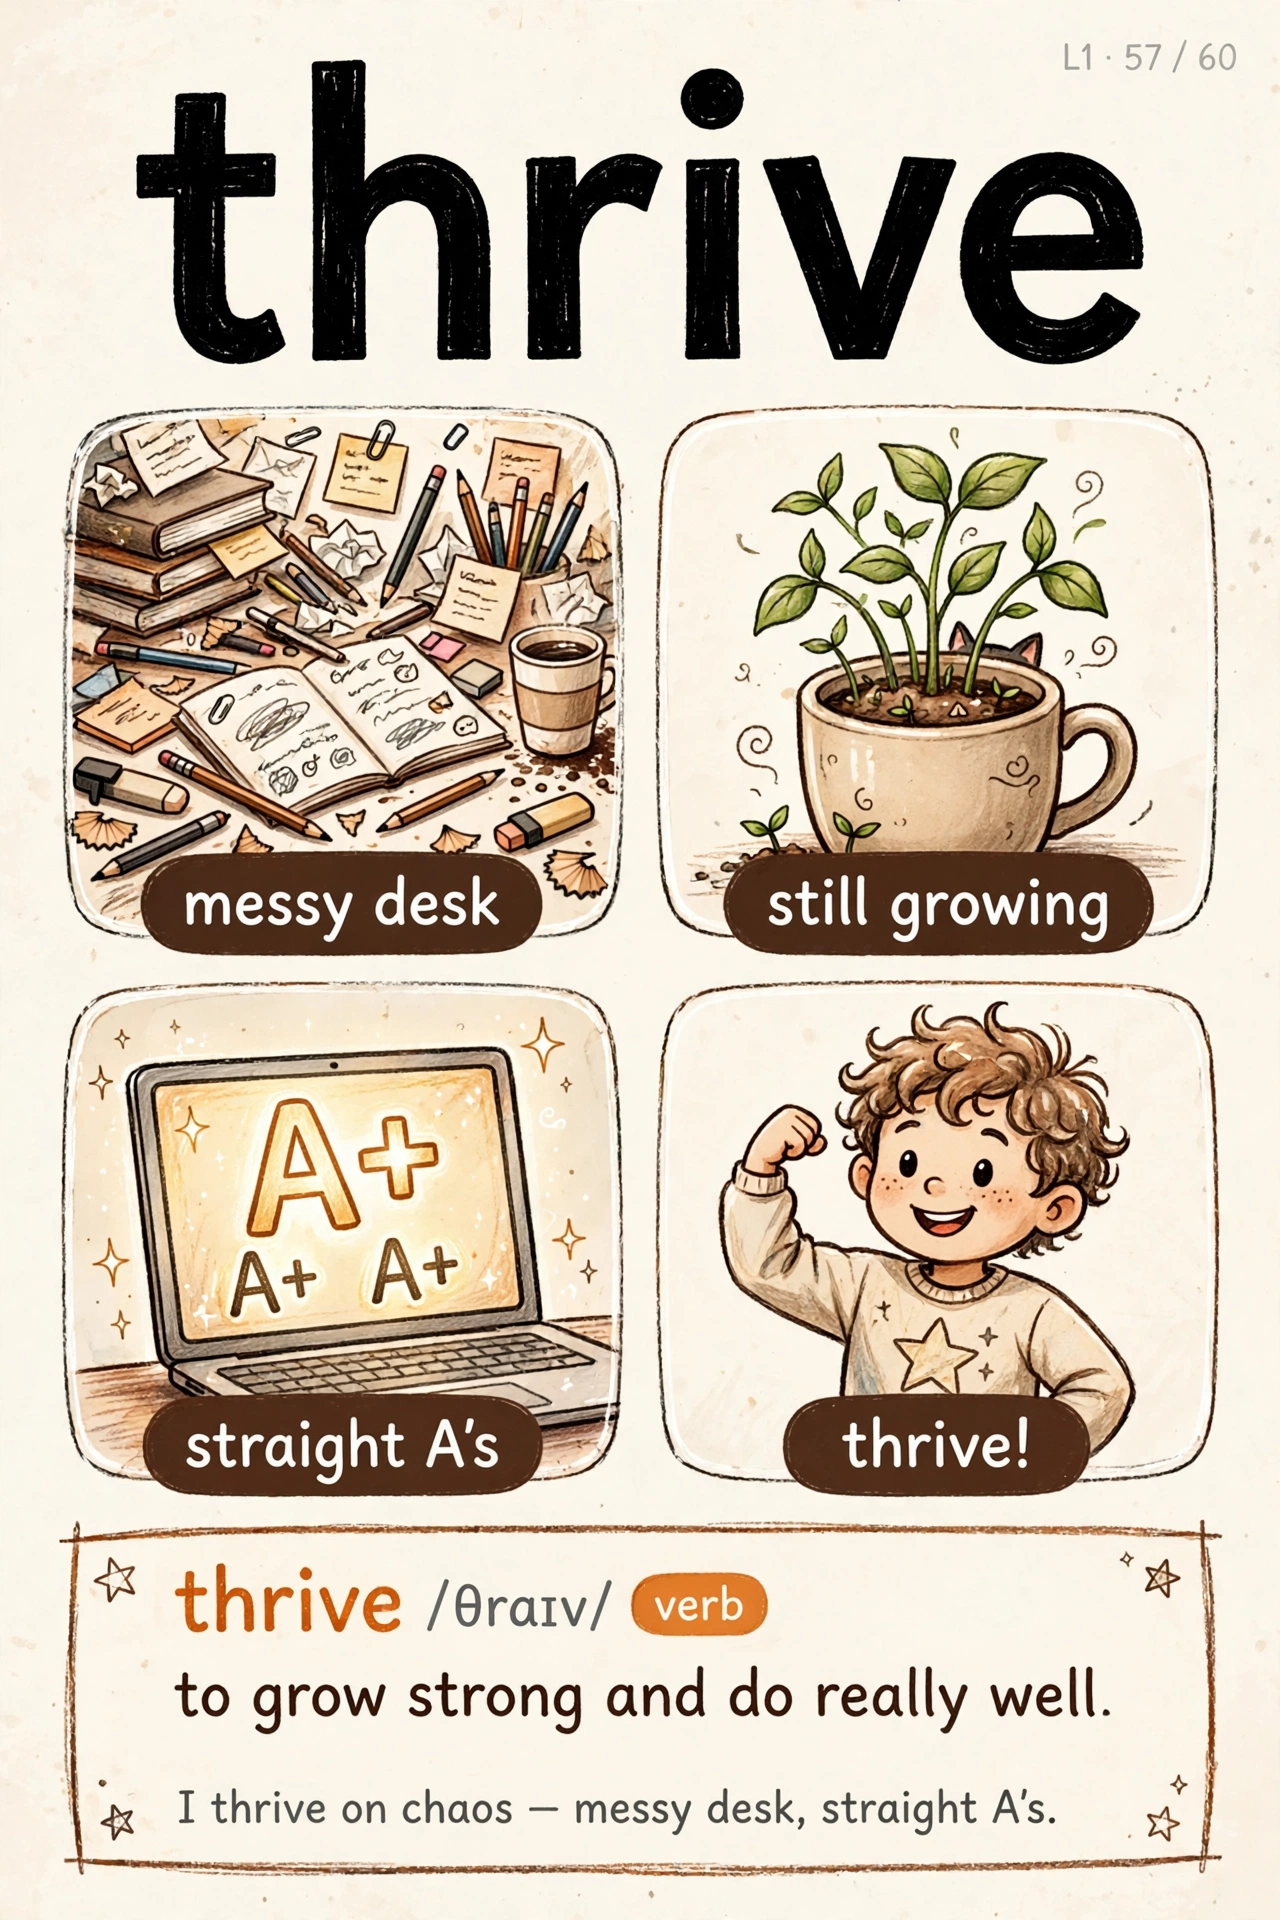 L1 · 57 / 60
thrive
messy desk
still growing
A+
A+ A+
straight A's
thrive!
thrive /θraɪv/ verb
to grow strong and do really well.
I thrive on chaos – messy desk, straight A's.